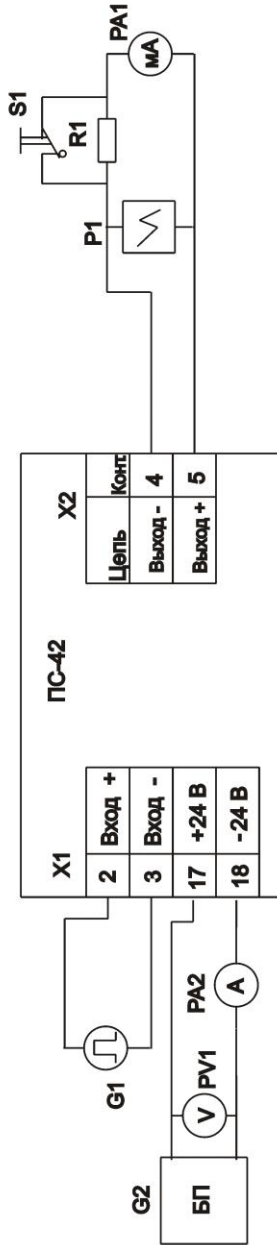 ПС-42
X1
2 Вход +
3 Вход -
17 +24 В
18 -24 В
X2
Цепь Конт.
Выход - 4
Выход + 5
G1
G2
БП
PV1
V
PA2
A
S1
R1
P1
PA1
мА